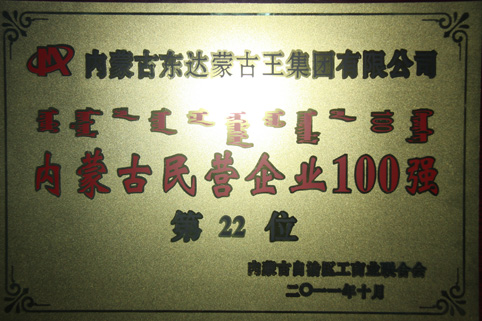 内蒙古东达蒙古王集团有限公司
100
内蒙古民营企业100强
第 22 位
内蒙古自治区工商业联合会
二〇一一年十月